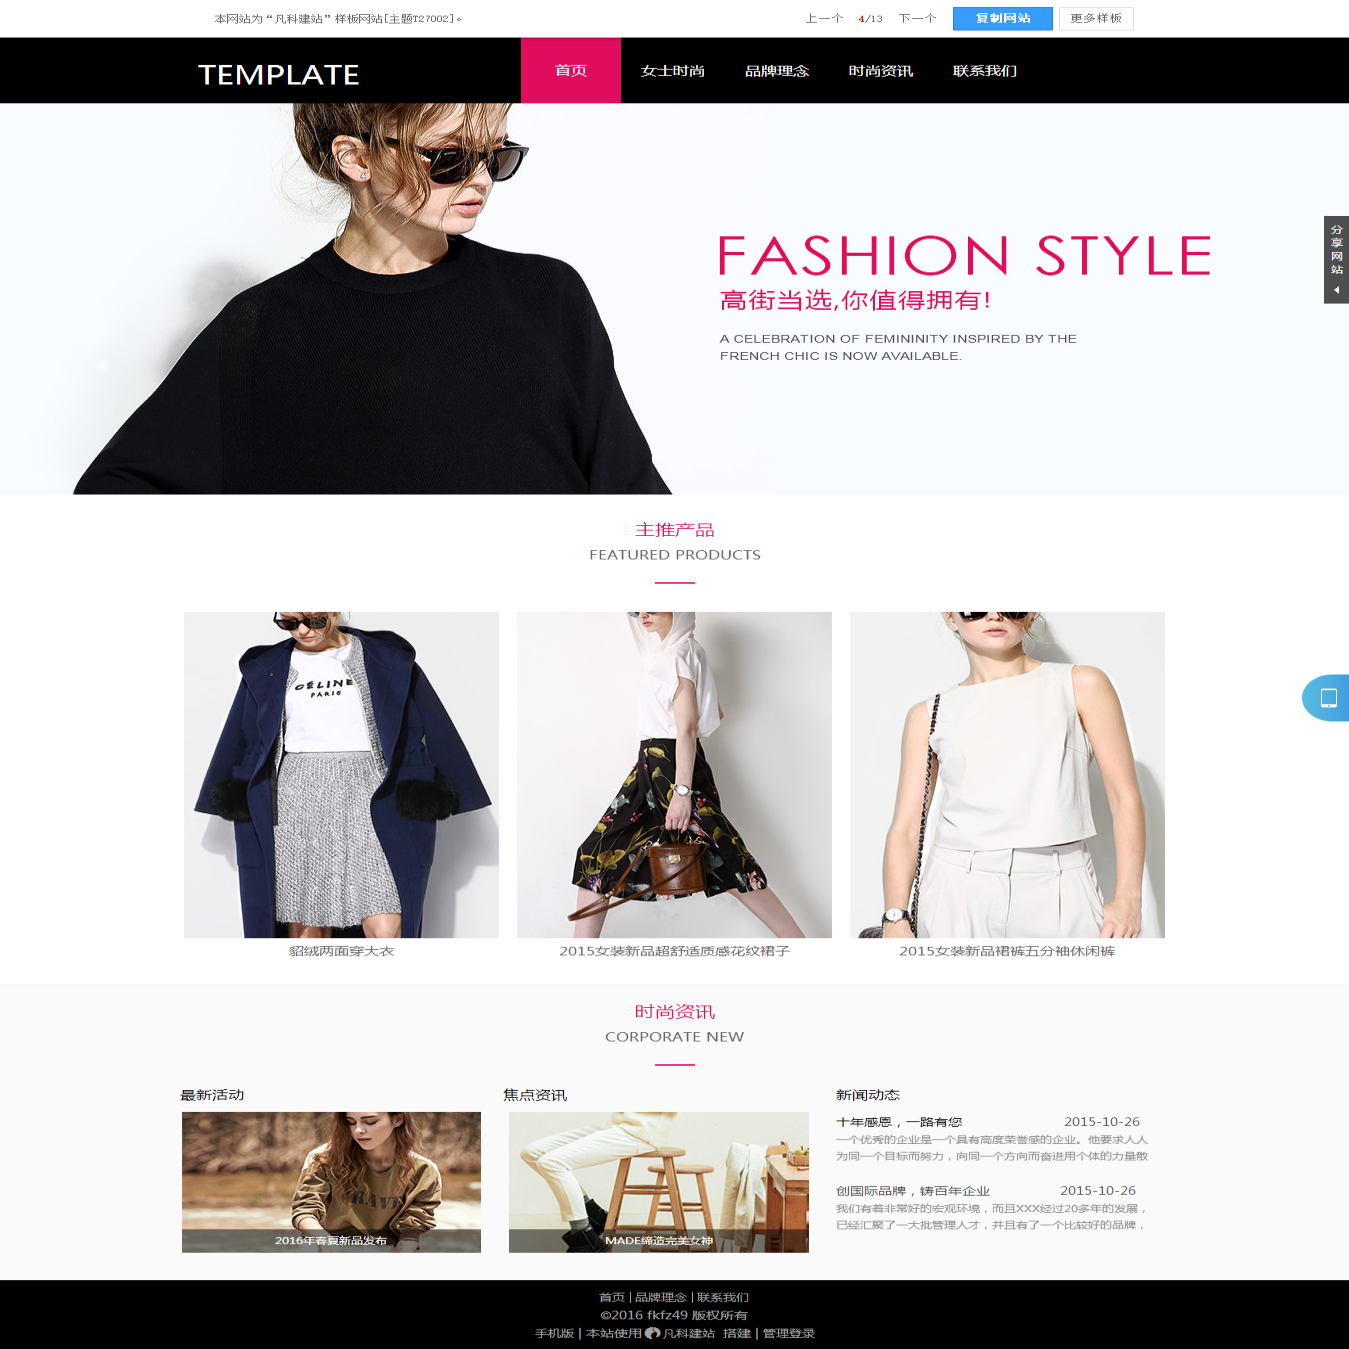 本网站为“凡科建站”样板网站[主题T27002]。
上一个 4/13 下一个 复制网站 更多样板
TEMPLATE
首页 女士时尚 品牌理念 时尚资讯 联系我们
FASHION STYLE
高街当选,你值得拥有!
A CELEBRATION OF FEMININITY INSPIRED BY THE
FRENCH CHIC IS NOW AVAILABLE.
分享网站
主推产品
FEATURED PRODUCTS
CÉLINE
PARIS
貂绒两面穿大衣
2015女装新品超舒适质感花纹裙子
2015女装新品裙裤五分袖休闲裤
时尚资讯
CORPORATE NEW
最新活动
RAVE
2016年春夏新品发布
焦点资讯
MADE缔造完美女神
新闻动态
十年感恩，一路有您 2015-10-26
一个优秀的企业是一个具有高度荣誉感的企业。他要求人人
为同一个目标而努力，向同一个方向而奋进用个体的力量散
创国际品牌，铸百年企业 2015-10-26
我们有着非常好的宏观环境，而且XXX经过20多年的发展，
已经汇聚了一大批管理人才，并且有了一个比较好的品牌，
首页 | 品牌理念 | 联系我们
©2016 fkfz49 版权所有
手机版 | 本站使用 凡科建站 搭建 | 管理登录